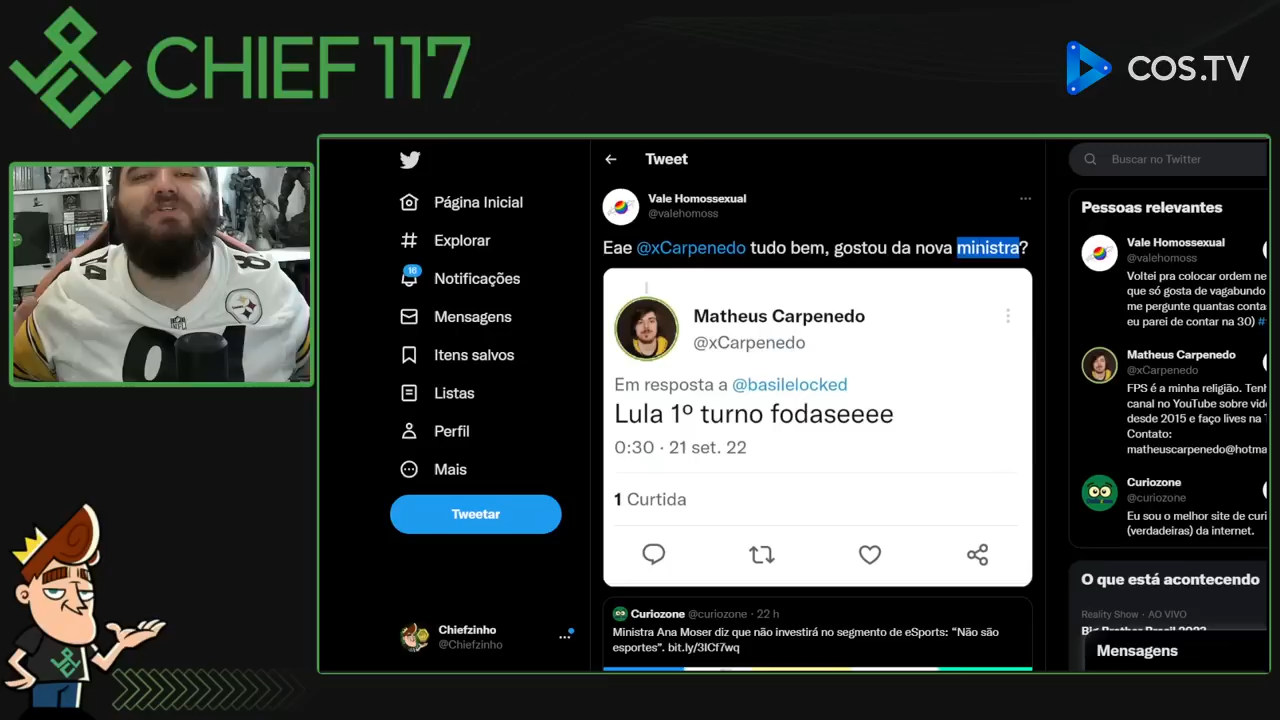 CHIEF 117
COS.TV
Página Inicial
Explorar
16
Notificações
Mensagens
Itens salvos
Listas
Perfil
Mais
Tweetar
Chiefzinho
@Chiefzinho
Tweet
Vale Homossexual
@valehomoss
Eae @xCarpenedo tudo bem, gostou da nova ministra?
Matheus Carpenedo
@xCarpenedo
Em resposta a @basilelocked
Lula 1º turno fodaseeee
0:30 · 21 set. 22
1 Curtida
Curiozone @curiozone · 22 h
Ministra Ana Moser diz que não investirá no segmento de eSports: “Não são
esportes”. bit.ly/3ICf7wq
Buscar no Twitter
Pessoas relevantes
Vale Homossexual
@valehomoss
Voltei pra colocar ordem ne
que só gosta de vagabundo
me pergunte quantas conta
eu parei de contar na 30) #
Matheus Carpenedo
@xCarpenedo
FPS é a minha religião. Tenh
canal no YouTube sobre vid
desde 2015 e faço lives na
Contato:
matheuscarpenedo@hotma
Curiozone
@curiozone
Eu sou o melhor site de curi
(verdadeiras) da internet.
O que está acontecendo
Reality Show · AO VIVO
Mensagens